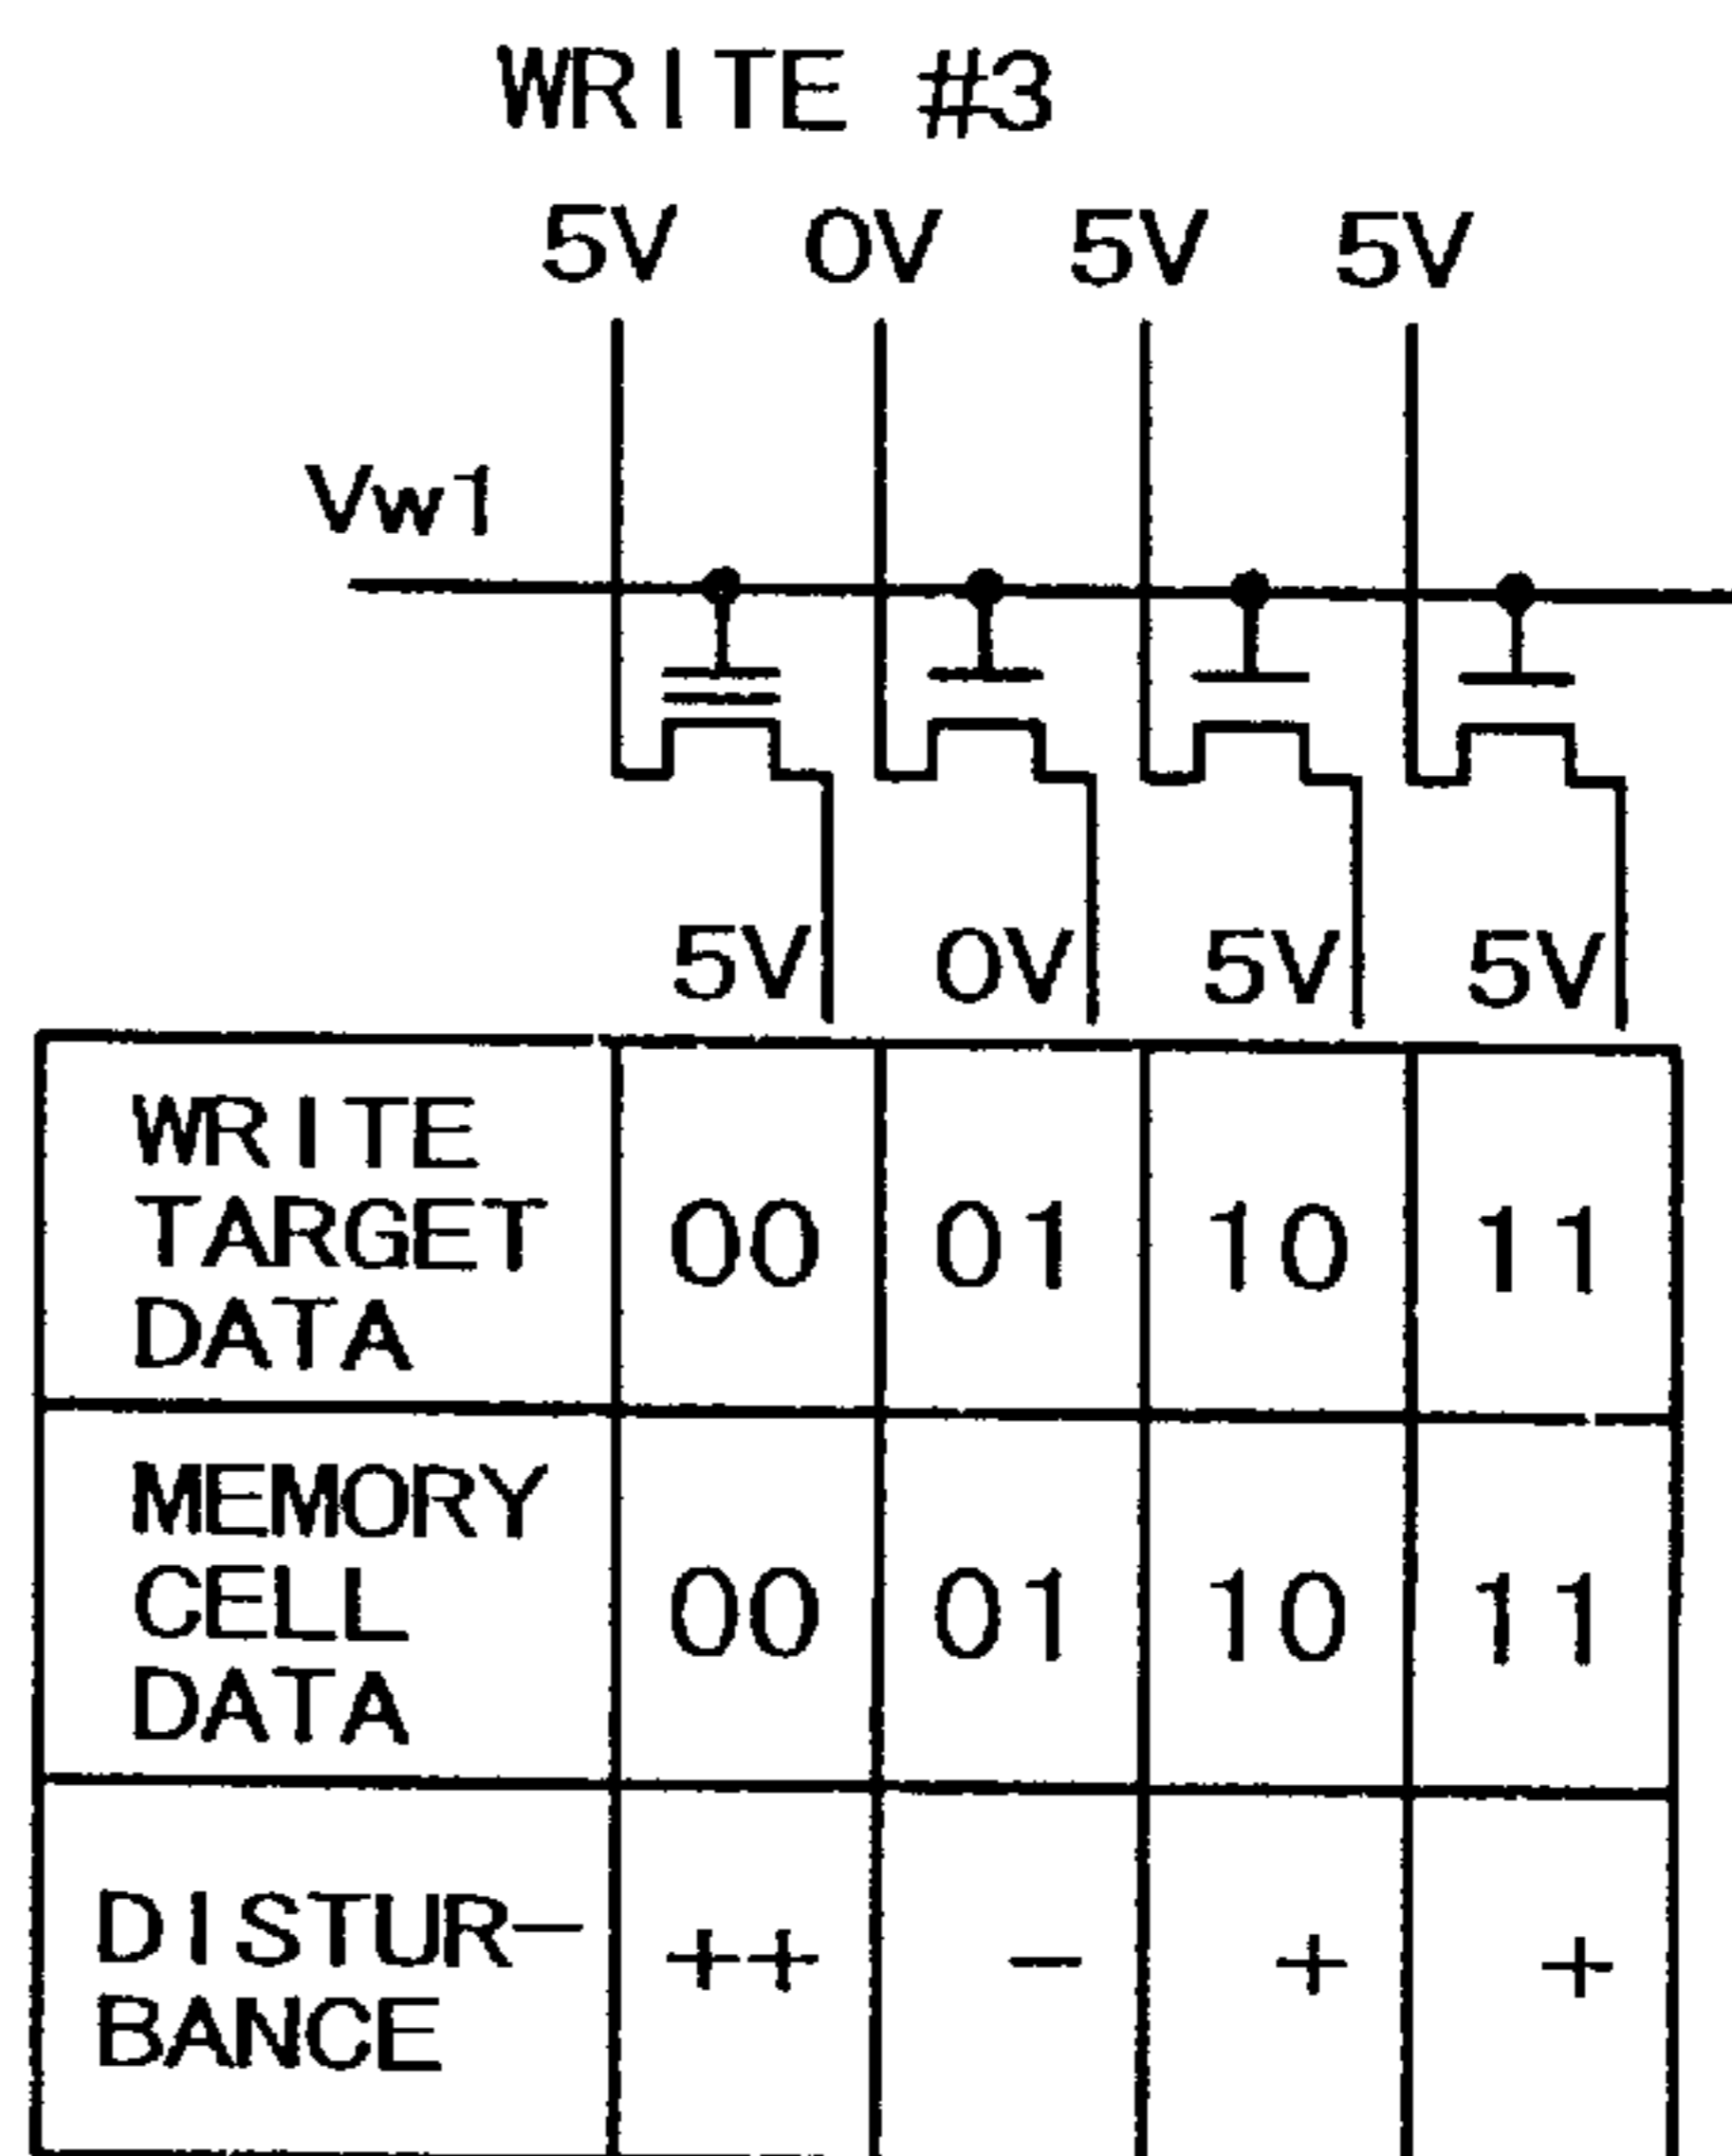 WRITE #3
5V 0V 5V 5V
Vw1
5V 0V 5V 5V
WRITE
TARGET
DATA
00 01 10 11
MEMORY
CELL
DATA
00 01 10 11
DISTUR-
BANCE
++ - + +